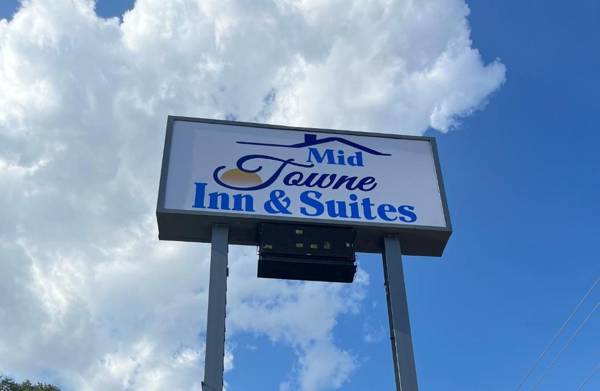 Mid
Towne
Inn & Suites